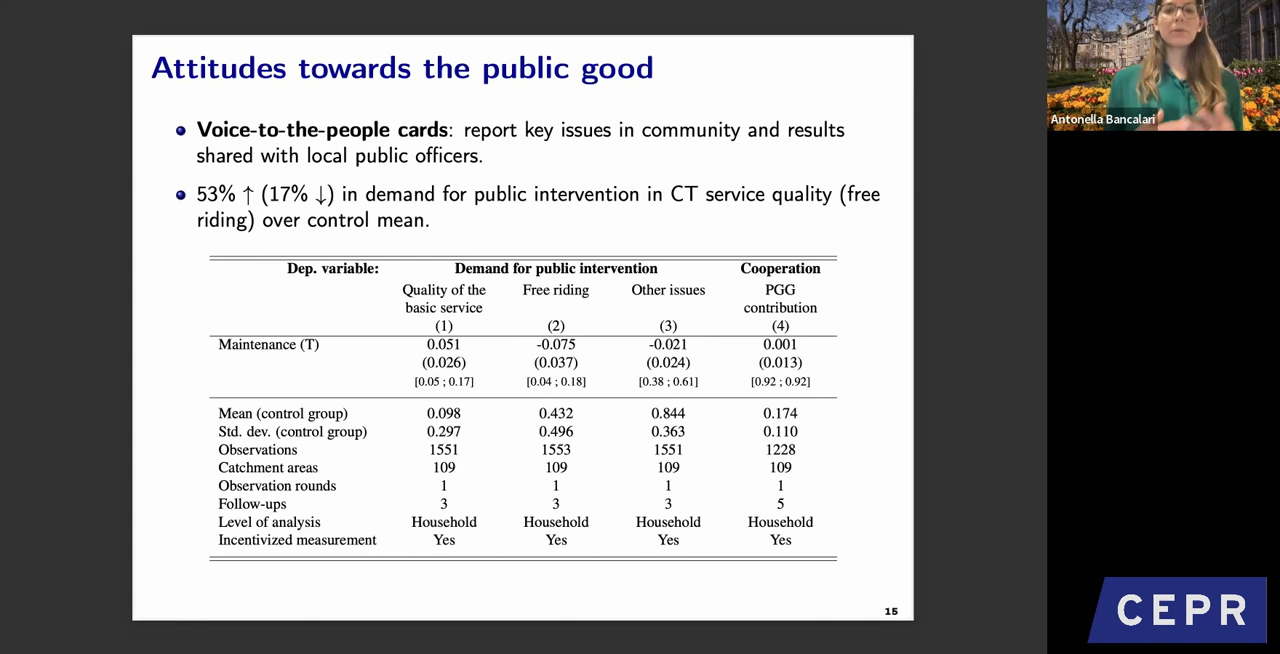 Attitudes towards the public good
Voice-to-the-people cards: report key issues in community and results
shared with local public officers.
53% ↑ (17% ↓) in demand for public intervention in CT service quality (free
riding) over control mean.
Dep. variable: Demand for public intervention Cooperation
Quality of the Free riding Other issues PGG
basic service contribution
(1) (2) (3) (4)
Maintenance (T) 0.051 -0.075 -0.021 0.001
(0.026) (0.037) (0.024) (0.013)
[0.05 ; 0.17] [0.04 ; 0.18] [0.38 ; 0.61] [0.92 ; 0.92]
Mean (control group) 0.098 0.432 0.844 0.174
Std. dev. (control group) 0.297 0.496 0.363 0.110
Observations 1551 1553 1551 1228
Catchment areas 109 109 109 109
Observation rounds 1 1 1 1
Follow-ups 3 3 3 5
Level of analysis Household Household Household Household
Incentivized measurement Yes Yes Yes Yes
15
Antonella Bancalari
CEPR